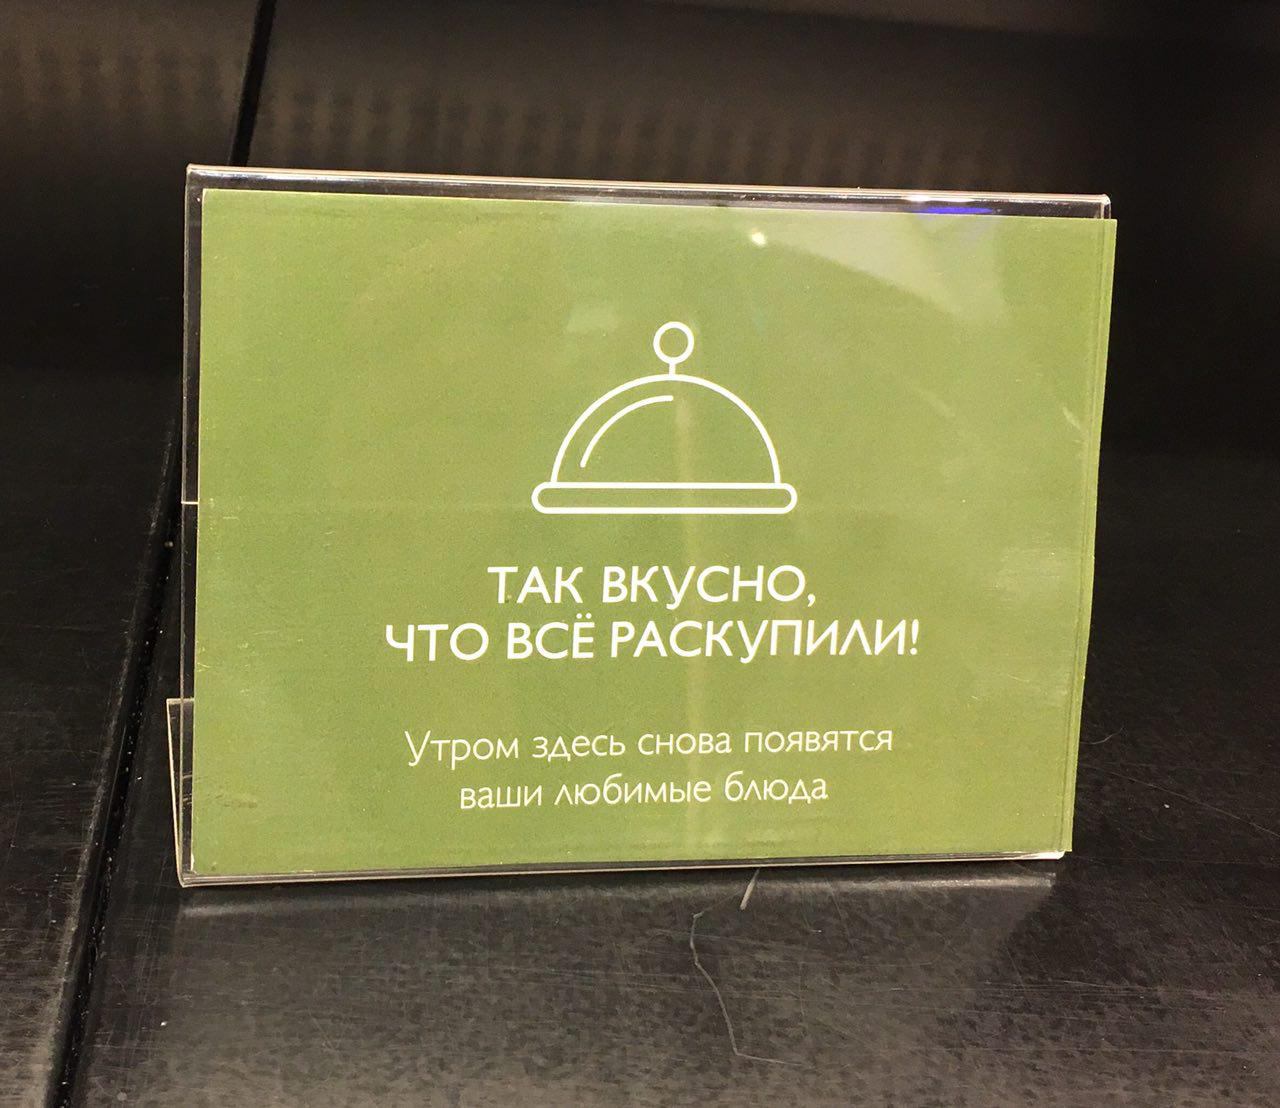 ТАК ВКУСНО,
ЧТО ВСЁ РАСКУПИЛИ!
Утром здесь снова появятся
ваши любимые блюда